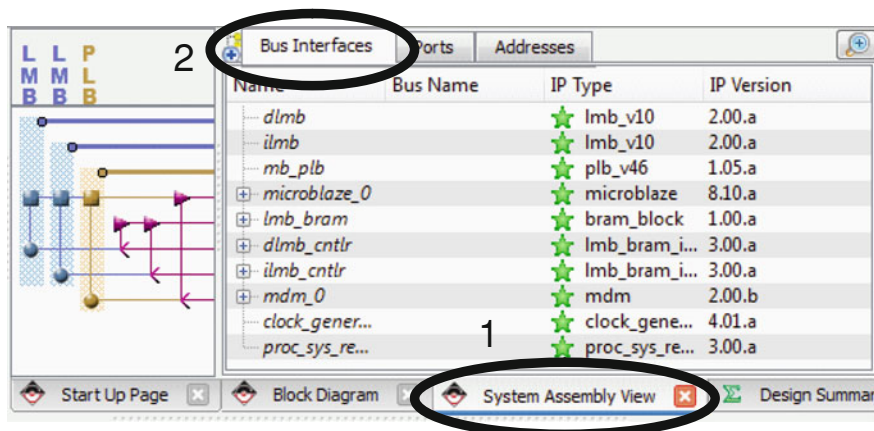 L L P
M M L
B B B
2
Bus Interfaces Ports Addresses
Name Bus Name IP Type IP Version
dlmb lmb_v10 2.00.a
ilmb lmb_v10 2.00.a
mb_plb plb_v46 1.05.a
microblaze_0 microblaze 8.10.a
lmb_bram bram_block 1.00.a
dlmb_cntlr lmb_bram_i... 3.00.a
ilmb_cntlr lmb_bram_i... 3.00.a
mdm_0 mdm 2.00.b
clock_gener... clock_gene... 4.01.a
proc_sys_re... proc_sys_re... 3.00.a
1
Start Up Page Block Diagram System Assembly View Design Summar